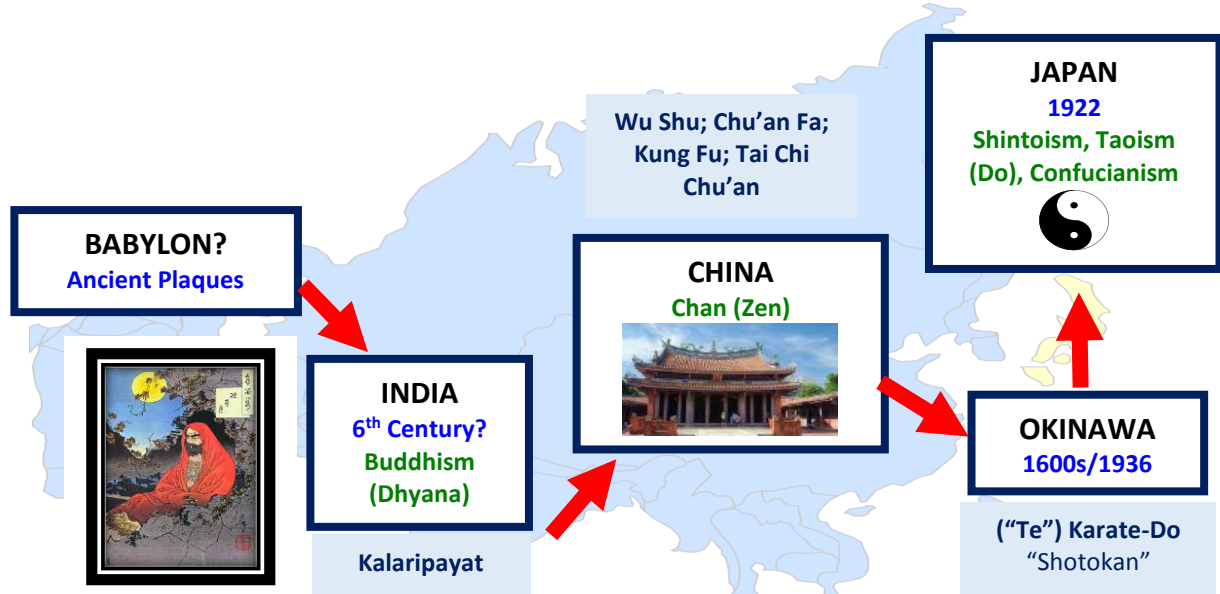 BABYLON?
Ancient Plaques
INDIA
6th Century?
Buddhism
(Dhyana)
Kalaripayat
Wu Shu; Chu’an Fa;
Kung Fu; Tai Chi
Chu’an
CHINA
Chan (Zen)
JAPAN
1922
Shintoism, Taoism
(Do), Confucianism
OKINAWA
1600s/1936
(“Te”) Karate-Do
“Shotokan”